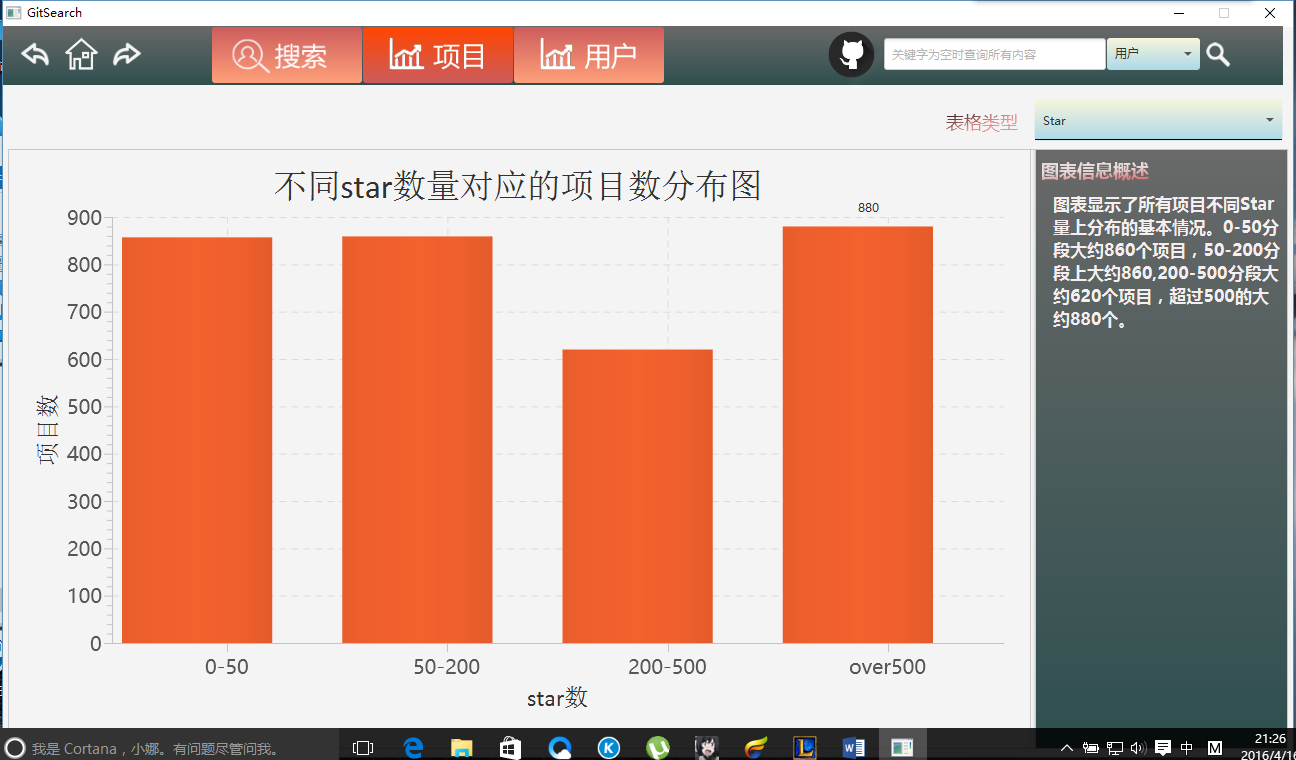 GitSearch
搜索
项目
用户
关键字为空时查询所有内容
用户
表格类型
Star
不同star数量对应的项目数分布图
880
900
800
700
600
500
400
300
200
100
0
项目数
0-50
50-200
200-500
over500
star数
图表信息概述
图表显示了所有项目不同Star
量上分布的基本情况。0-50分
段大约860个项目，50-200分
段上大约860,200-500分段大
约620个项目，超过500的大
约880个。
我是 Cortana，小娜。有问题尽管问我。
中
M
21:26
2016/4/16